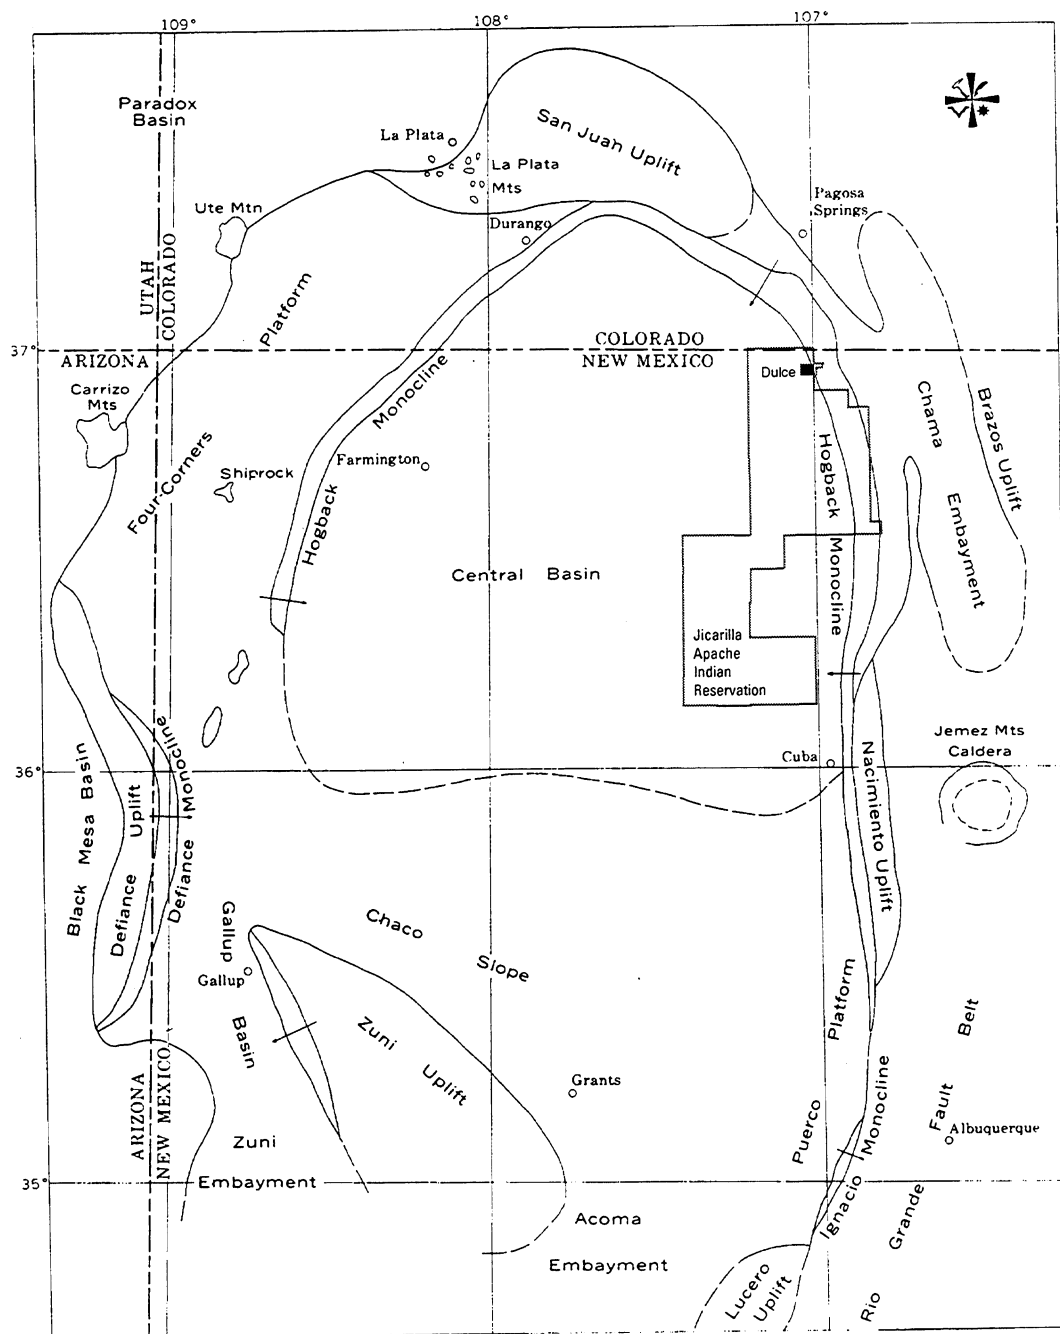 109°
108°
107°
Paradox
Basin
San Juan Uplift
La Plata
La Plata
Mts
Pagosa
Springs
Ute Mtn
Durango
UTAH
COLORADO
Platform
37°
ARIZONA
COLORADO
NEW MEXICO
Dulce
Carrizo
Mts
Monocline
Chama
Embayment
Brazos Uplift
Farmington
Shiprock
Four Corners
Hogback
Hogback
Monocline
Central Basin
Jicarilla
Apache
Indian
Reservation
Jemez Mts
Caldera
Cuba
36°
Black Mesa Basin
Defiance
Uplift
Defiance
Monocliine
Nacimiento Uplift
Gallup
Basin
Gallup
Chaco
Slope
Zuni
Uplift
Grants
Puerco
Platform
Ignacio
Monocline
Rio
Grande
Fault
Belt
Albuquerque
ARIZONA
NEW MEXICO
Zuni
Embayment
35°
Acoma
Embayment
Lucero
Uplift